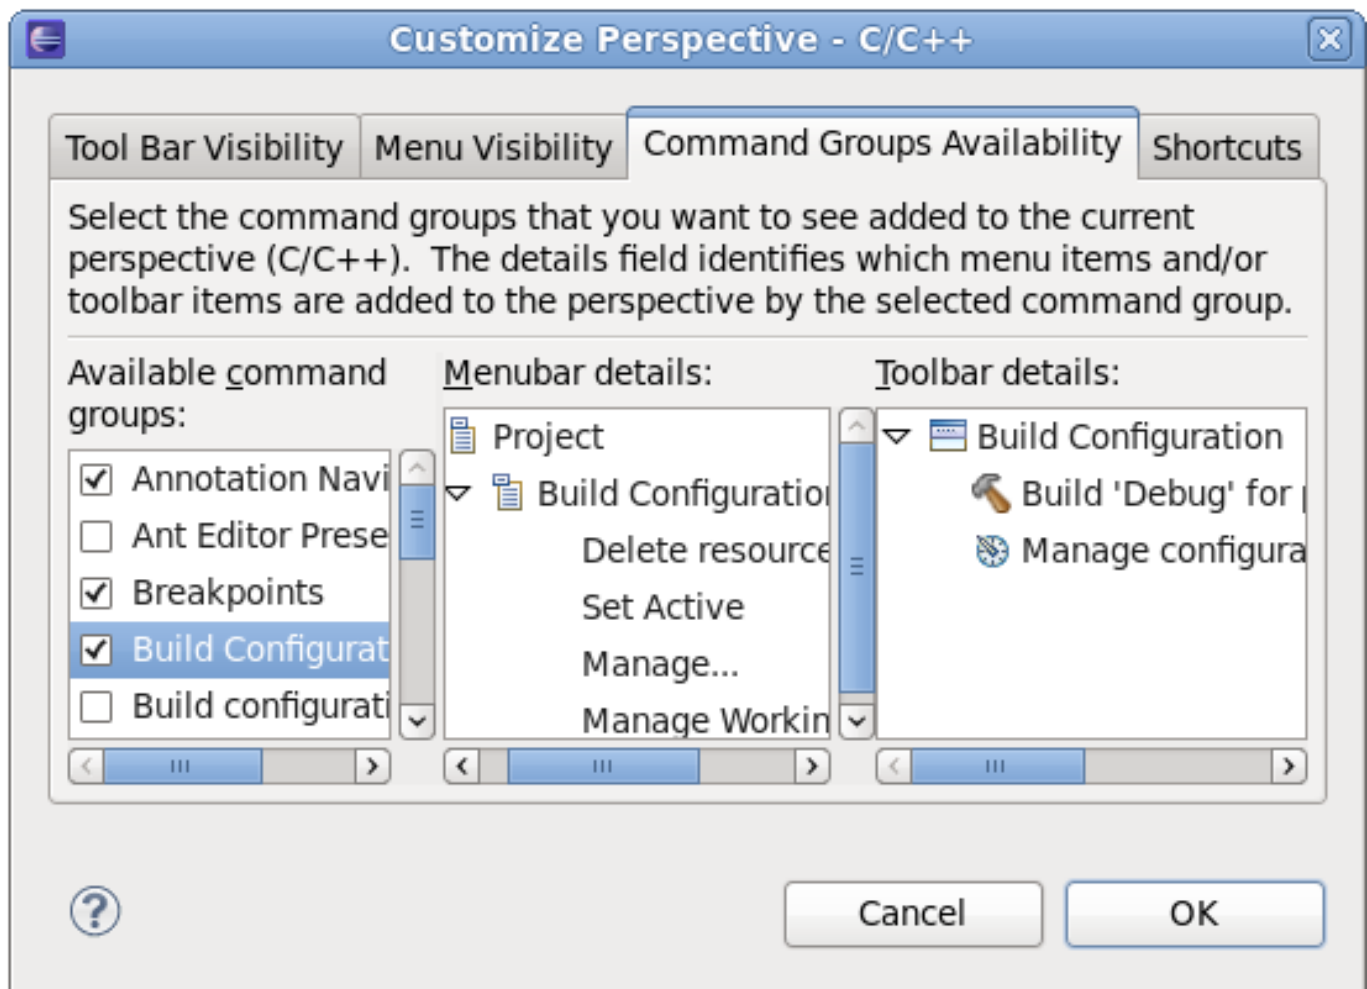 Customize Perspective - C/C++
Tool Bar Visibility
Menu Visibility
Command Groups Availability
Shortcuts
Select the command groups that you want to see added to the current
perspective (C/C++).  The details field identifies which menu items and/or
toolbar items are added to the perspective by the selected command group.
Available command
groups:
Annotation Navi
Ant Editor Prese
Breakpoints
Build Configurat
Build configurati
Menubar details:
Project
Build Configuration
Delete resource
Set Active
Manage...
Manage Workin
Toolbar details:
Build Configuration
Build 'Debug' for
Manage configura
Cancel
OK